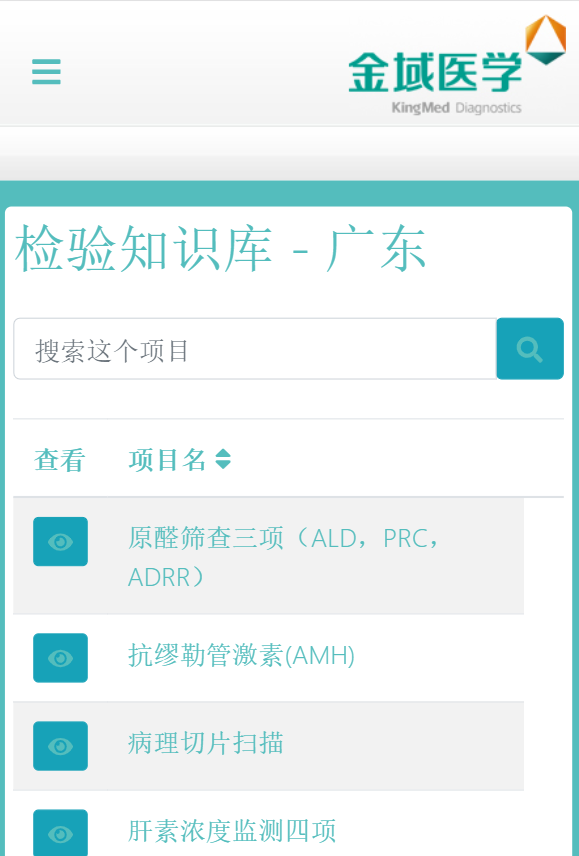 金域医学
KingMed Diagnostics
检验知识库 - 广东
搜索这个项目
查看 项目名
原醛筛查三项（ALD，PRC，
ADRR）
抗缪勒管激素(AMH)
病理切片扫描
肝素浓度监测四项